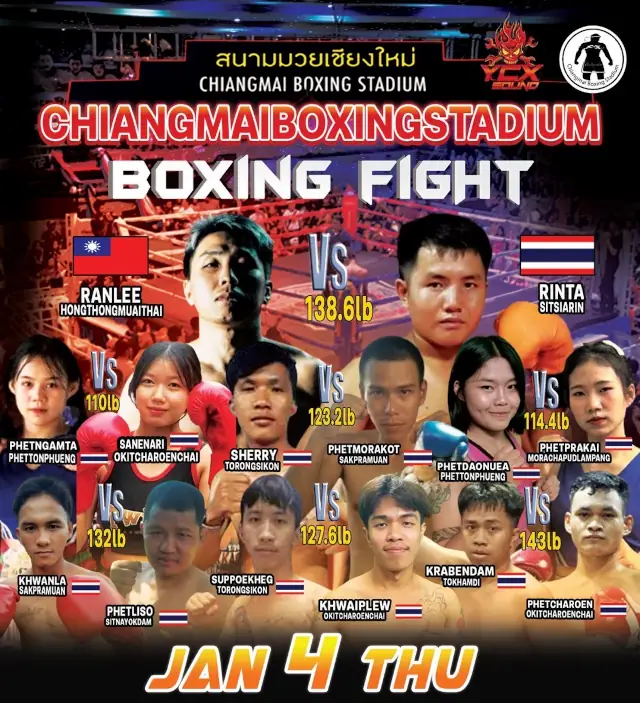 สนามมวยเชียงใหม่
CHIANGMAI BOXING STADIUM
YCX
SOUND
Chiangmai Boxing Stadium
CHIANGMAIBOXINGSTADIUM
BOXING FIGHT
RANLEE
HONGTHONGMUAITHAI
Vs
138.6lb
RINTA
SITSIARIN
PHETNGAMTA
PHETTONPHUENG
Vs
110lb
SANENARI
OKITCHAROENCHAI
SHERRY
TORONGSIKON
Vs
123.2lb
PHETMORAKOT
SAKPRAMUAN
PHETDAONUEA
PHETTONPHUENG
Vs
114.4lb
PHETPRAKAI
MORACHAPUDLAMPANG
KHWANLA
SAKPRAMUAN
Vs
132lb
PHETLISO
SITNAYOKDAM
SUPPOEKHEG
TORONGSIKON
Vs
127.6lb
KHWAIPLEW
OKITCHAROENCHAI
KRABENDAM
TOKHAMDI
Vs
143lb
PHETCHAROEN
OKITCHAROENCHAI
JAN 4 THU